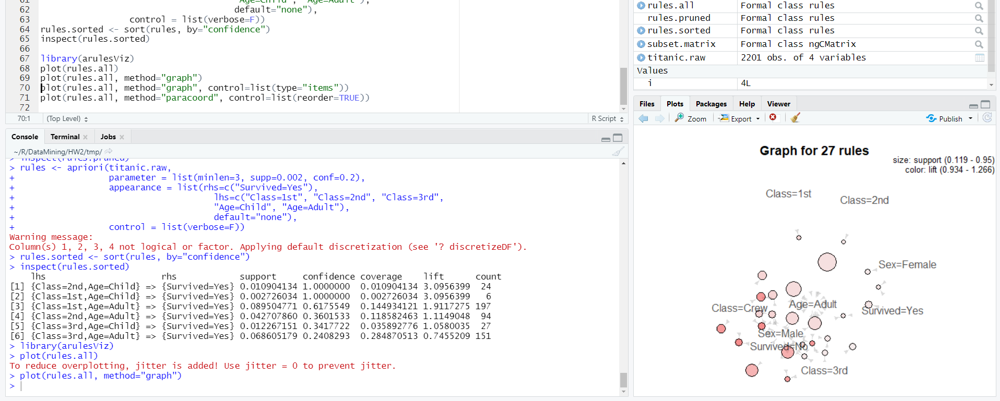 61 "Age=Child", "Age=Adult"),
62 default="none"),
63 control = list(verbose=F))
64 rules.sorted <- sort(rules, by="confidence")
65 inspect(rules.sorted)
66
67 library(arulesViz)
68 plot(rules.all)
69 plot(rules.all, method="graph")
70 plot(rules.all, method="graph", control=list(type="items"))
71 plot(rules.all, method="paracoord", control=list(reorder=TRUE))
72
70:1 (Top Level) R Script
Console Terminal Jobs
~/R/DataMining/HW2/tmp/
> inspect(rules.pruned)
> rules <- apriori(titanic.raw,
+ parameter = list(minlen=3, supp=0.002, conf=0.2),
+ appearance = list(rhs=c("Survived=Yes"),
+ lhs=c("Class=1st", "Class=2nd", "Class=3rd",
+ "Age=Child", "Age=Adult"),
+ default="none"),
+ control = list(verbose=F))
Warning message:
Column(s) 1, 2, 3, 4 not logical or factor. Applying default discretization (see '? discretizeDF').
> rules.sorted <- sort(rules, by="confidence")
> inspect(rules.sorted)
lhs rhs support confidence coverage lift count
[1] {Class=2nd,Age=Child} => {Survived=Yes} 0.010904134 1.0000000 0.010904134 3.0956399 24
[2] {Class=1st,Age=Child} => {Survived=Yes} 0.002726034 1.0000000 0.002726034 3.0956399 6
[3] {Class=1st,Age=Adult} => {Survived=Yes} 0.089504771 0.6175549 0.144934121 1.9117275 197
[4] {Class=2nd,Age=Adult} => {Survived=Yes} 0.042707860 0.3601533 0.118582463 1.1149048 94
[5] {Class=3rd,Age=Child} => {Survived=Yes} 0.012267151 0.3417722 0.035892776 1.0580035 27
[6] {Class=3rd,Age=Adult} => {Survived=Yes} 0.068605179 0.2408293 0.284870513 0.7455209 151
> library(arulesViz)
> plot(rules.all)
To reduce overplotting, jitter is added! Use jitter = 0 to prevent jitter.
> plot(rules.all, method="graph")
>
rules.all Formal class rules
rules.pruned Formal class rules
rules.sorted Formal class rules
subset.matrix Formal class ngCMatrix
titanic.raw 2201 obs. of 4 variables
Values
i 4L
Files Plots Packages Help Viewer
Zoom Export Publish
Graph for 27 rules
size: support (0.119 - 0.95)
color: lift (0.934 - 1.266)
Class=1st
Class=2nd
Sex=Female
Age=Adult
Class=Crew
Survived=Yes
Sex=Male
Survived=No
Class=3rd